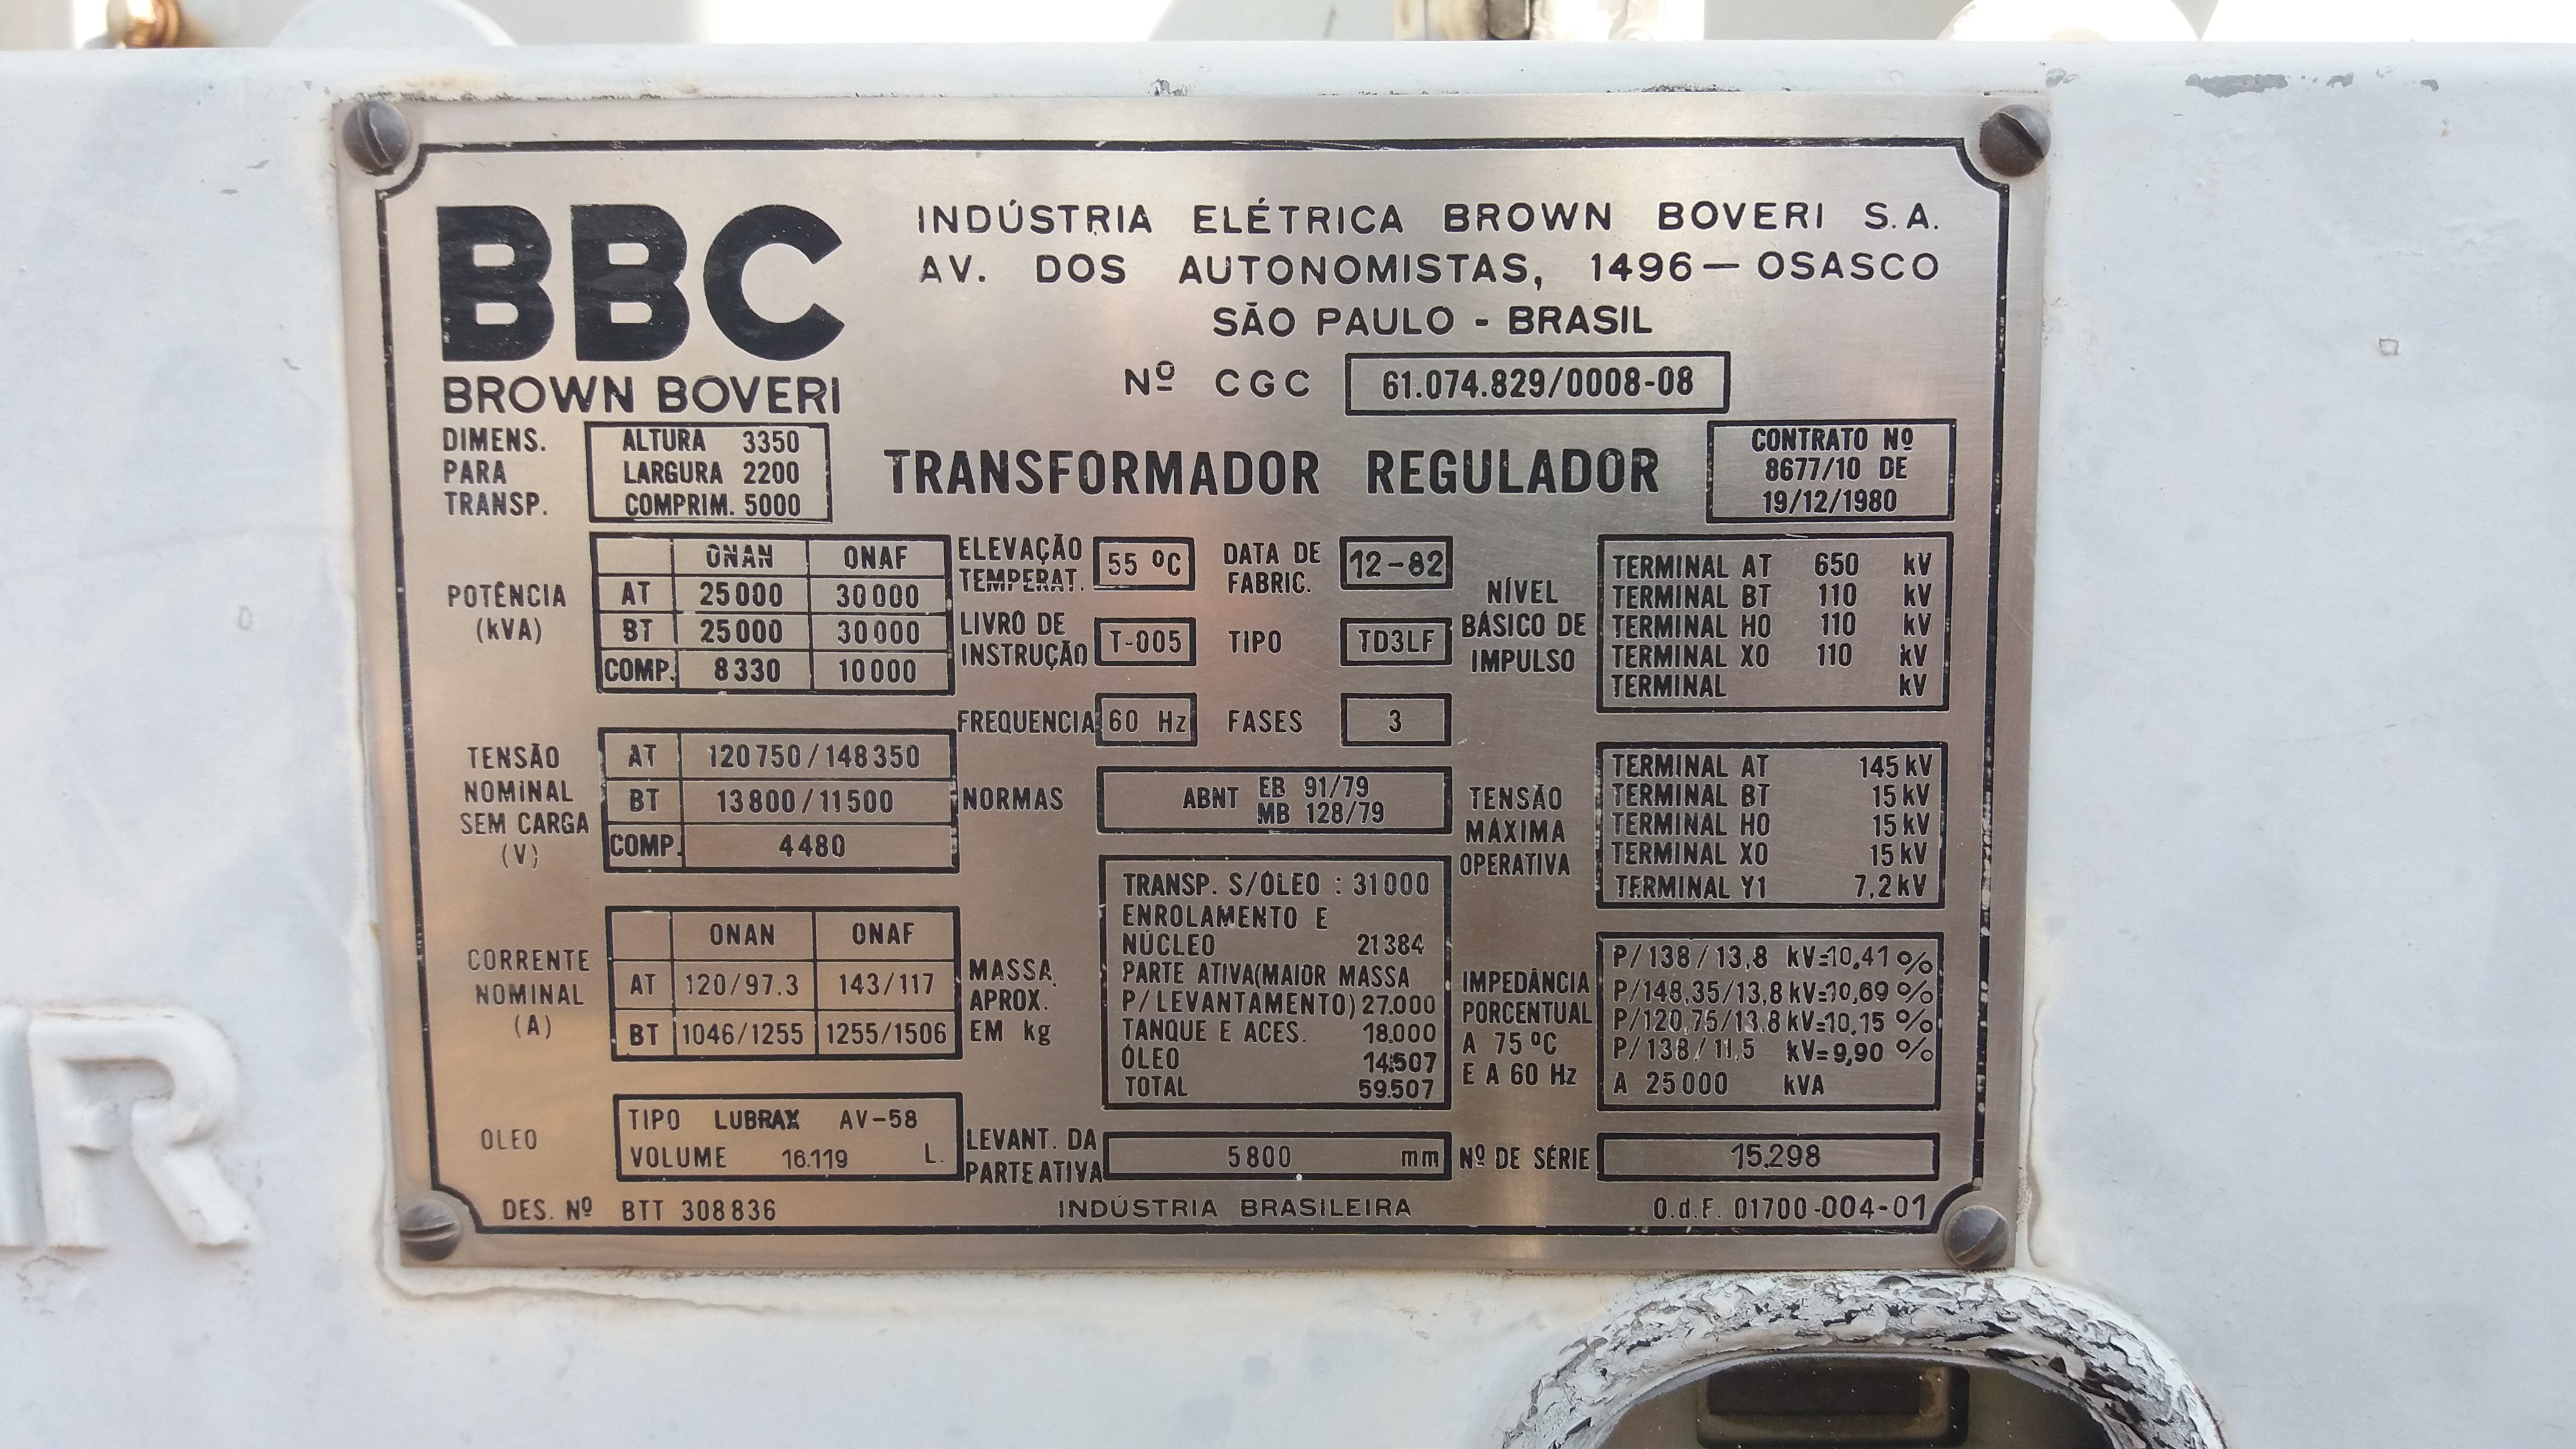 BBC
BROWN BOVERI
INDÚSTRIA ELÉTRICA BROWN BOVERI S.A.
AV. DOS AUTONOMISTAS, 1496 — OSASCO
SÃO PAULO - BRASIL
Nº CGC 61.074.829/0008-08
DIMENS. PARA TRANSP.
ALTURA 3350
LARGURA 2200
COMPRIM. 5000
TRANSFORMADOR REGULADOR
CONTRATO Nº
8677/10 DE
19/12/1980
POTÊNCIA (kVA)
ONAN ONAF
AT 25000 30000
BT 25000 30000
COMP. 8330 10000
ELEVAÇÃO TEMPERAT. 55 ºC
DATA DE FABRIC. 12-82
LIVRO DE INSTRUÇÃO T-005
TIPO TD3LF
FREQUENCIA 60 Hz
FASES 3
NÍVEL BÁSICO DE IMPULSO
TERMINAL AT 650 kV
TERMINAL BT 110 kV
TERMINAL HO 110 kV
TERMINAL XO 110 kV
TERMINAL kV
TENSÃO NOMINAL SEM CARGA (V)
AT 120750/148350
BT 13800/11500
COMP. 4480
NORMAS
ABNT EB 91/79
MB 128/79
TENSÃO MÁXIMA OPERATIVA
TERMINAL AT 145 kV
TERMINAL BT 15 kV
TERMINAL HO 15 kV
TERMINAL XO 15 kV
TERMINAL Y1 7,2 kV
CORRENTE NOMINAL (A)
ONAN ONAF
AT 120/97.3 143/117
BT 1046/1255 1255/1506
MASSA APROX. EM kg
TRANSP. S/ÓLEO : 31000
ENROLAMENTO E
NÚCLEO 21384
PARTE ATIVA(MAIOR MASSA
P/LEVANTAMENTO) 27.000
TANQUE E ACES. 18.000
ÓLEO 14.507
TOTAL 59.507
IMPEDÂNCIA PORCENTUAL A 75 ºC E A 60 Hz
P/138/13,8 kV=10,41 %
P/148,35/13,8 kV=10,69 %
P/120,75/13,8 kV=10,15 %
P/138/11,5 kV=9,90 %
A 25000 kVA
OLEO
TIPO LUBRAX AV-58
VOLUME 16.119 L.
LEVANT. DA PARTE ATIVA 5800 mm
Nº DE SÉRIE 15.298
DES. Nº BTT 308836
INDÚSTRIA BRASILEIRA
O.d.F. 01700-004-01
R